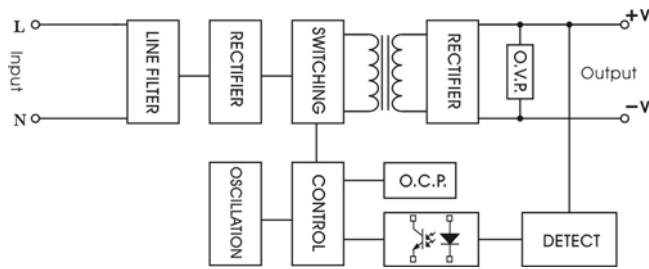 L
Input
N
LINE FILTER
RECTIFIER
SWITCHING
RECTIFIER
O.V.P.
+V
Output
-V
OSCILLATION
CONTROL
O.C.P.
DETECT